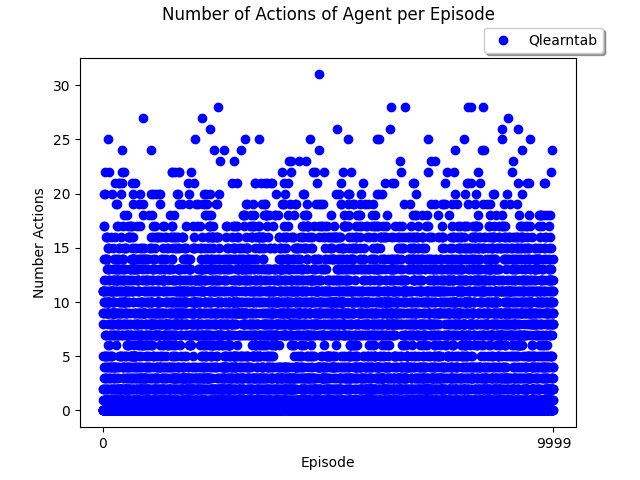 Number of Actions of Agent per Episode
Qlearntab
30
25
20
15
10
5
0
Number Actions
0
9999
Episode